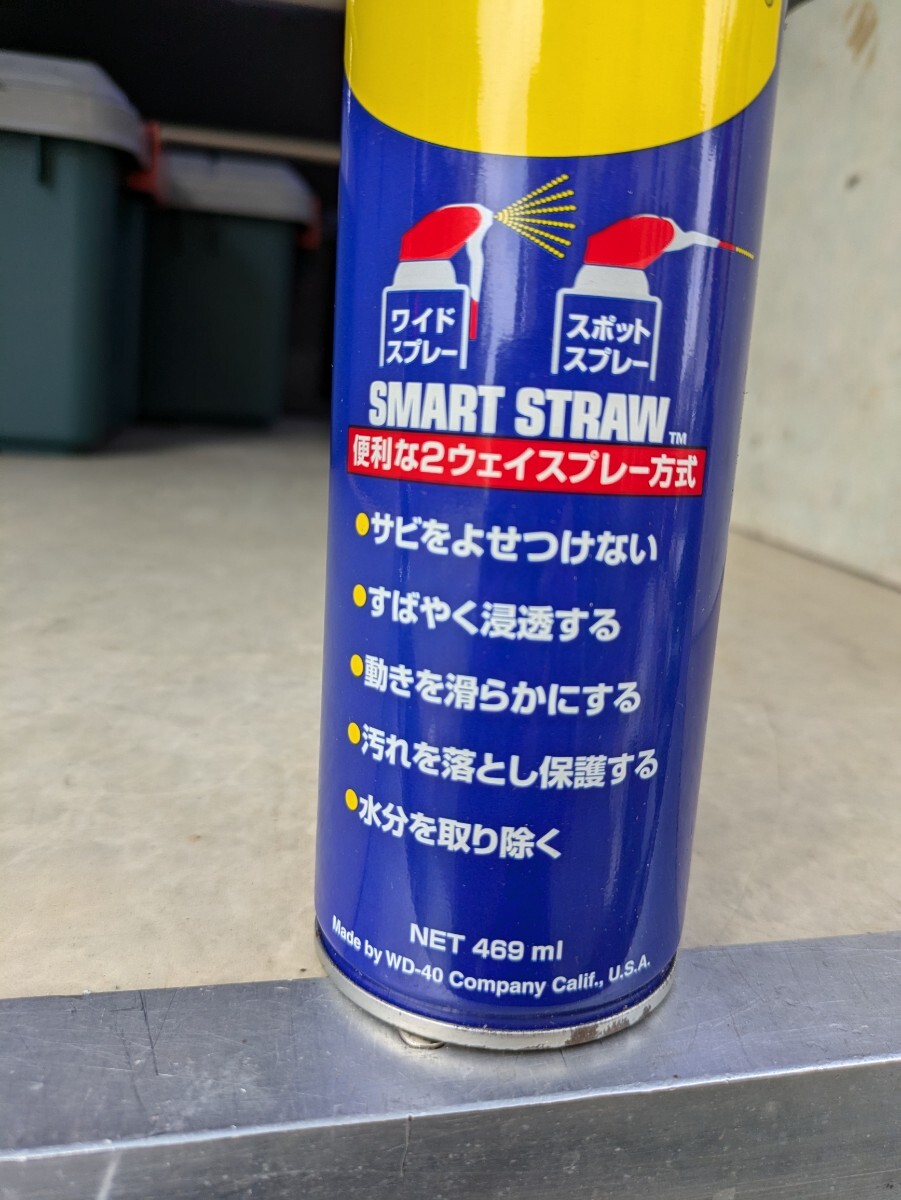 ワイド
スプレー
スポット
スプレー
SMART STRAW™
便利な2ウェイスプレー方式
●サビをよせつけない
●すばやく浸透する
●動きを滑らかにする
●汚れを落とし保護する
●水分を取り除く
NET 469 ml
Made by WD-40 Company Calif., U.S.A.